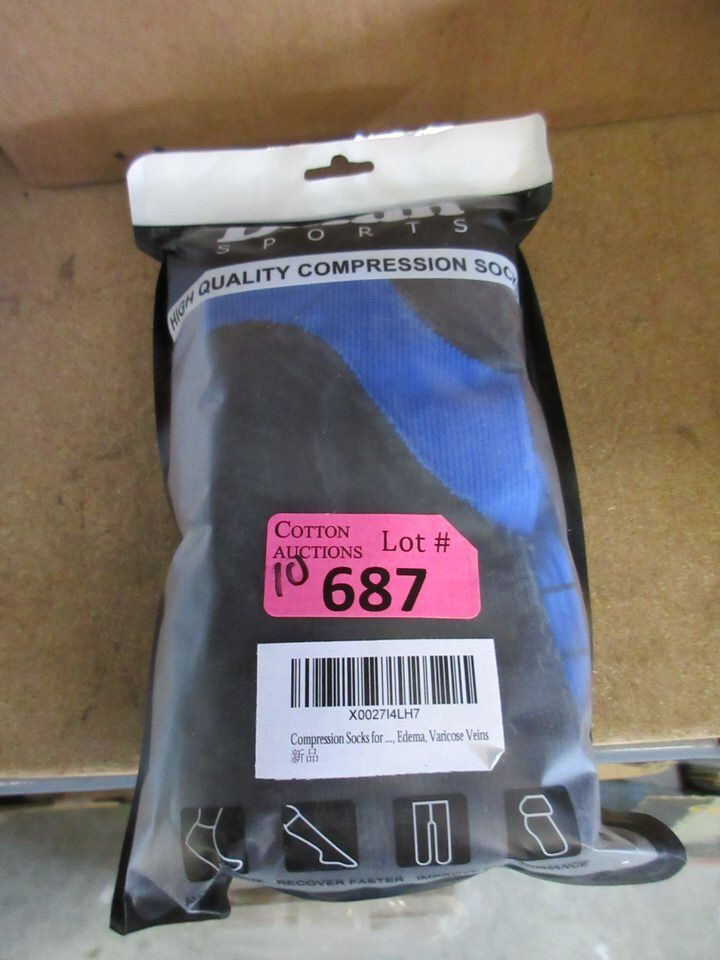 SPORTS
HIGH QUALITY COMPRESSION SOC
COTTON
AUCTIONS
Lot #
10
687
X0027I4LH7
Compression Socks for ..., Edema, Varicose Veins
新品
RECOVER FASTER